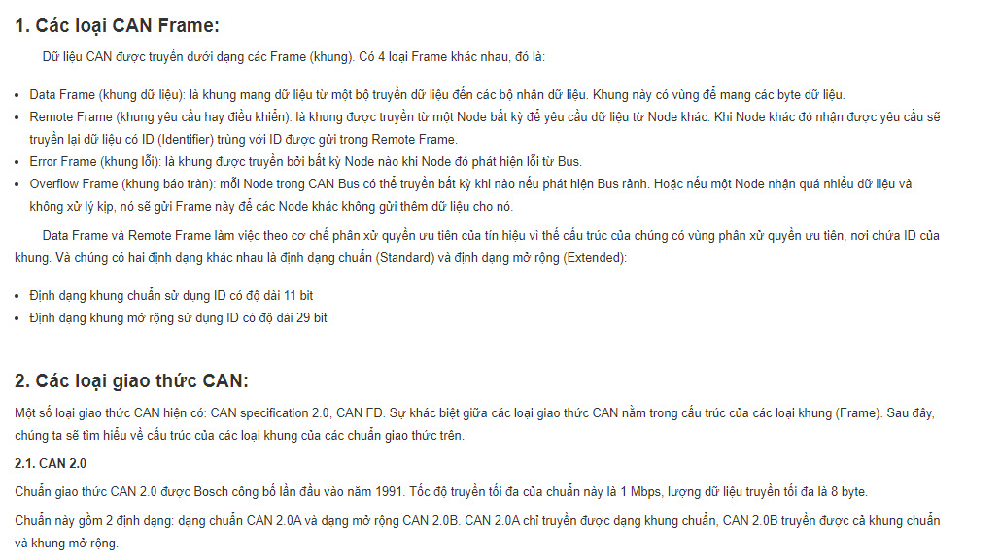 1. Các loại CAN Frame:
Dữ liệu CAN được truyền dưới dạng các Frame (khung). Có 4 loại Frame khác nhau, đó là:
• Data Frame (khung dữ liệu): là khung mang dữ liệu từ một bộ truyền dữ liệu đến các bộ nhận dữ liệu. Khung này có vùng để mang các byte dữ liệu.
• Remote Frame (khung yêu cầu hay điều khiển): là khung được truyền từ một Node bất kỳ để yêu cầu dữ liệu từ Node khác. Khi Node khác đó nhận được yêu cầu sẽ
truyền lại dữ liệu có ID (Identifier) trùng với ID được gửi trong Remote Frame.
• Error Frame (khung lỗi): là khung được truyền bởi bất kỳ Node nào khi Node đó phát hiện lỗi từ Bus.
• Overflow Frame (khung báo tràn): mỗi Node trong CAN Bus có thể truyền bất kỳ khi nào nếu phát hiện Bus rảnh. Hoặc nếu một Node nhận quá nhiều dữ liệu và
không xử lý kịp, nó sẽ gửi Frame này để các Node khác không gửi thêm dữ liệu cho nó.
Data Frame và Remote Frame làm việc theo cơ chế phân xử quyền ưu tiên của tín hiệu vì thế cấu trúc của chúng có vùng phân xử quyền ưu tiên, nơi chứa ID của
khung. Và chúng có hai định dạng khác nhau là định dạng chuẩn (Standard) và định dạng mở rộng (Extended):
• Định dạng khung chuẩn sử dụng ID có độ dài 11 bit
• Định dạng khung mở rộng sử dụng ID có độ dài 29 bit
2. Các loại giao thức CAN:
Một số loại giao thức CAN hiện có: CAN specification 2.0, CAN FD. Sự khác biệt giữa các loại giao thức CAN nằm trong cấu trúc của các loại khung (Frame). Sau đây,
chúng ta sẽ tìm hiểu về cấu trúc của các loại khung của các chuẩn giao thức trên.
2.1. CAN 2.0
Chuẩn giao thức CAN 2.0 được Bosch công bố lần đầu vào năm 1991. Tốc độ truyền tối đa của chuẩn này là 1 Mbps, lượng dữ liệu truyền tối đa là 8 byte.
Chuẩn này gồm 2 định dạng: dạng chuẩn CAN 2.0A và dạng mở rộng CAN 2.0B. CAN 2.0A chỉ truyền được dạng khung chuẩn, CAN 2.0B truyền được cả khung chuẩn
và khung mở rộng.